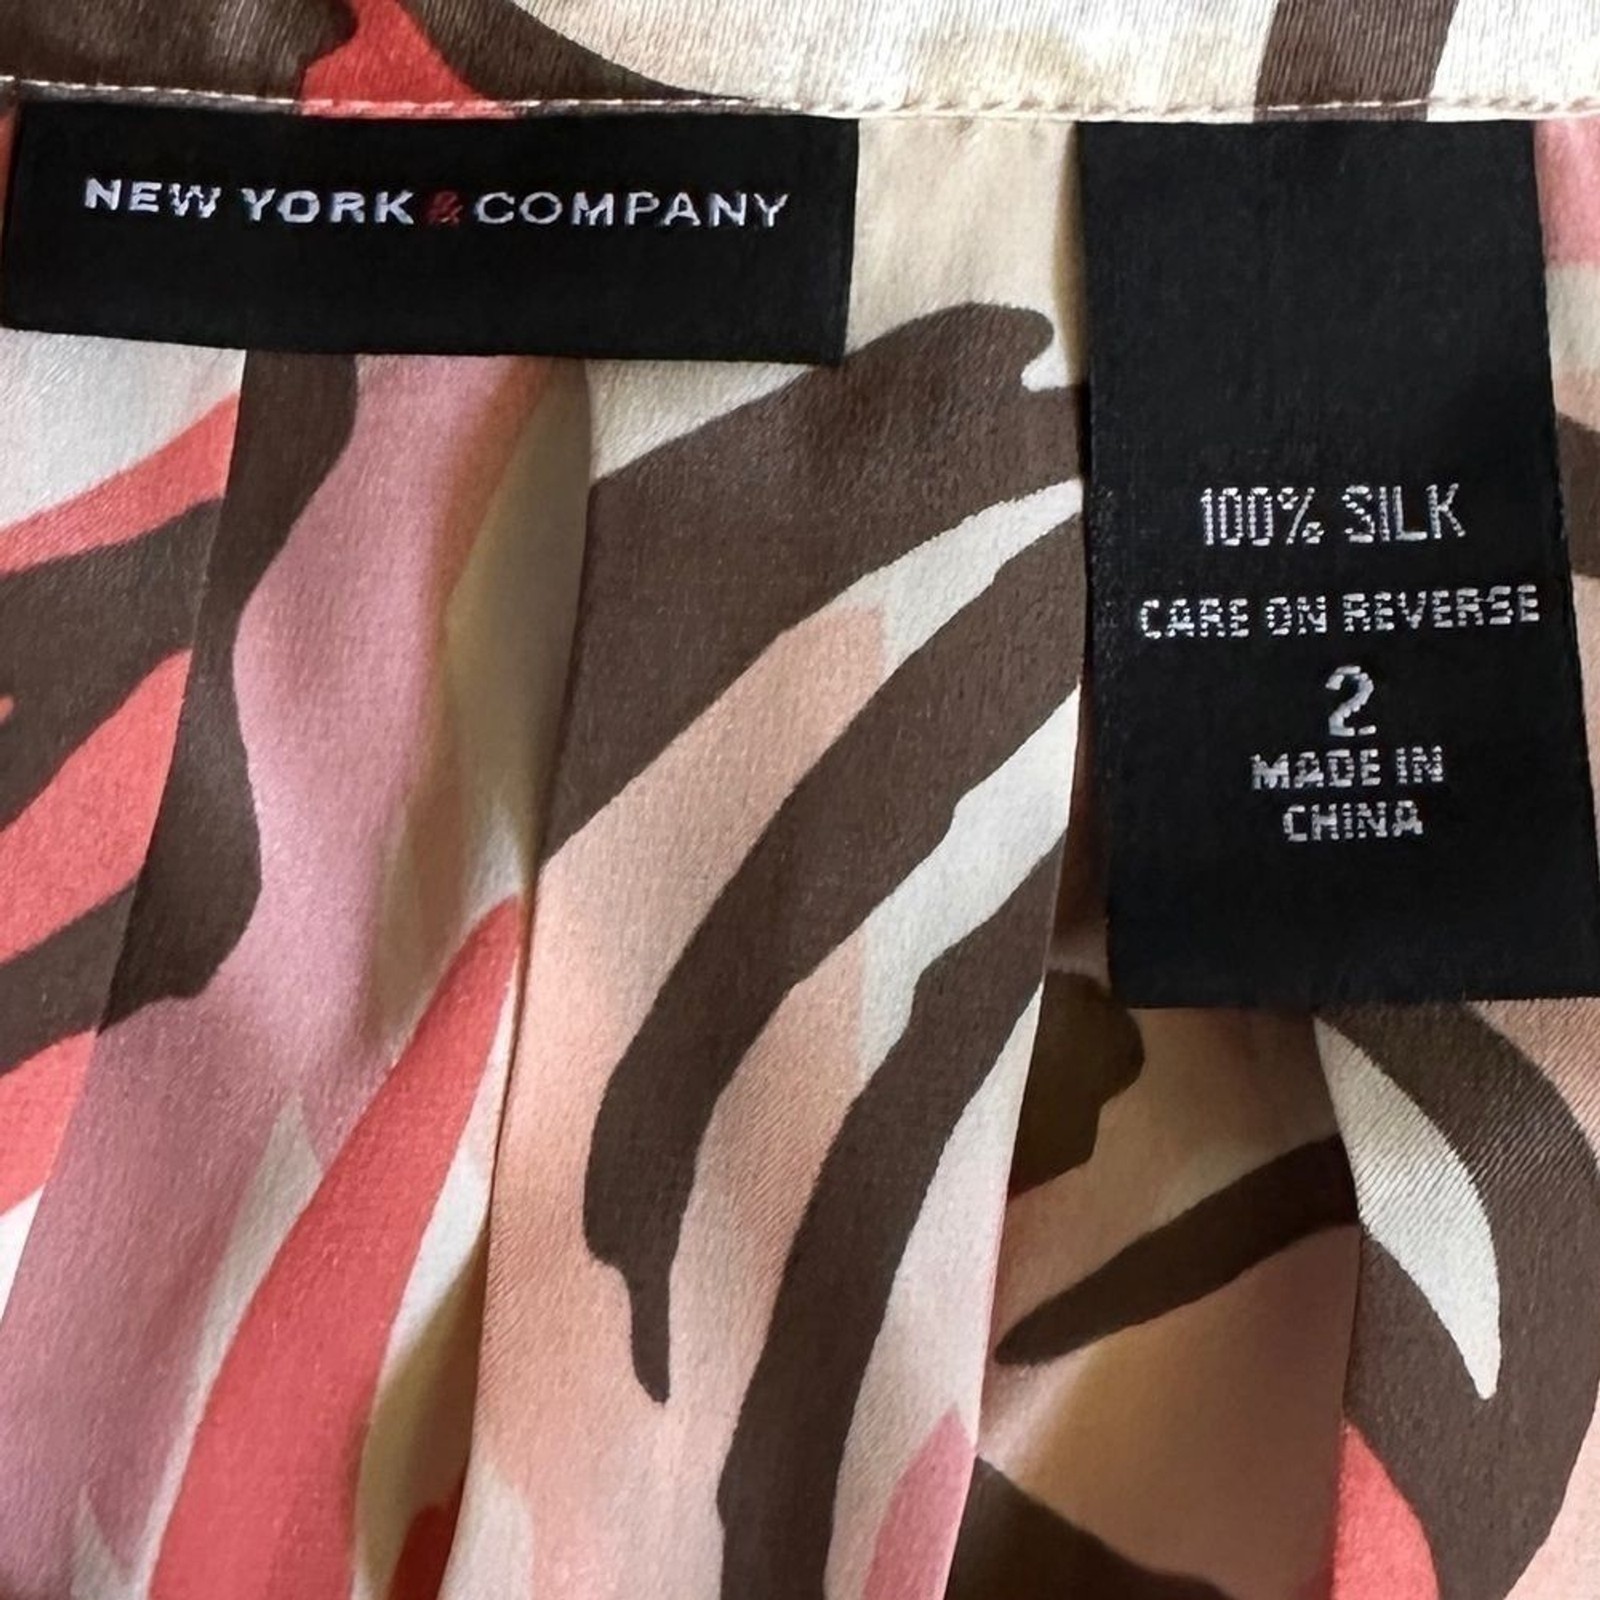 NEW YORK & COMPANY
100% SILK
CARE ON REVERSE
2
MADE IN
CHINA